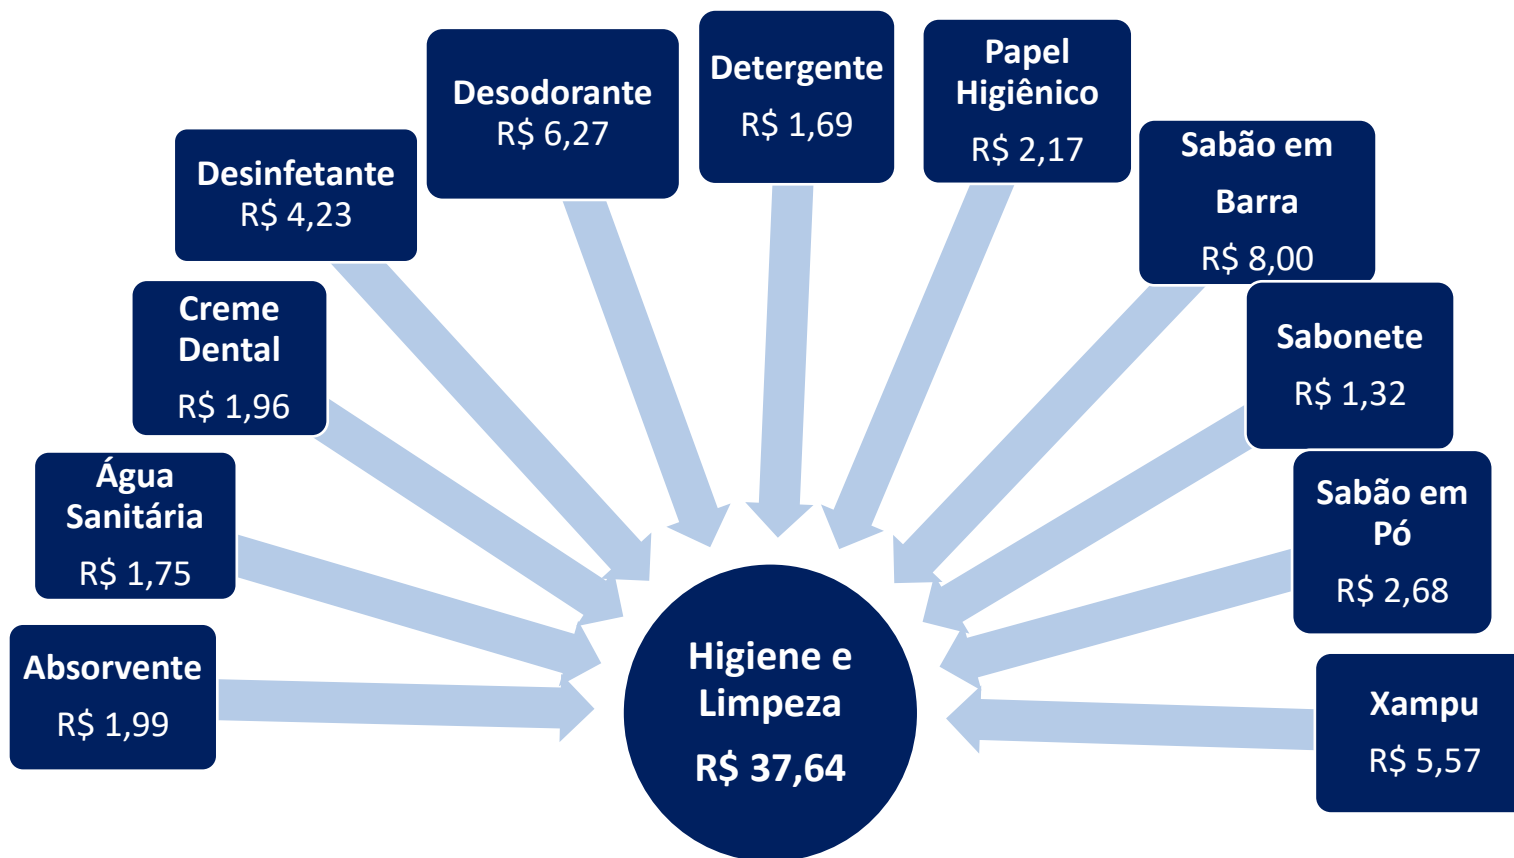 Absorvente
R$ 1,99
Água
Sanitária
R$ 1,75
Creme
Dental
R$ 1,96
Desinfetante
R$ 4,23
Desodorante
R$ 6,27
Detergente
R$ 1,69
Papel
Higiênico
R$ 2,17
Sabão em
Barra
R$ 8,00
Sabonete
R$ 1,32
Sabão em
Pó
R$ 2,68
Xampu
R$ 5,57
Higiene e
Limpeza
R$ 37,64